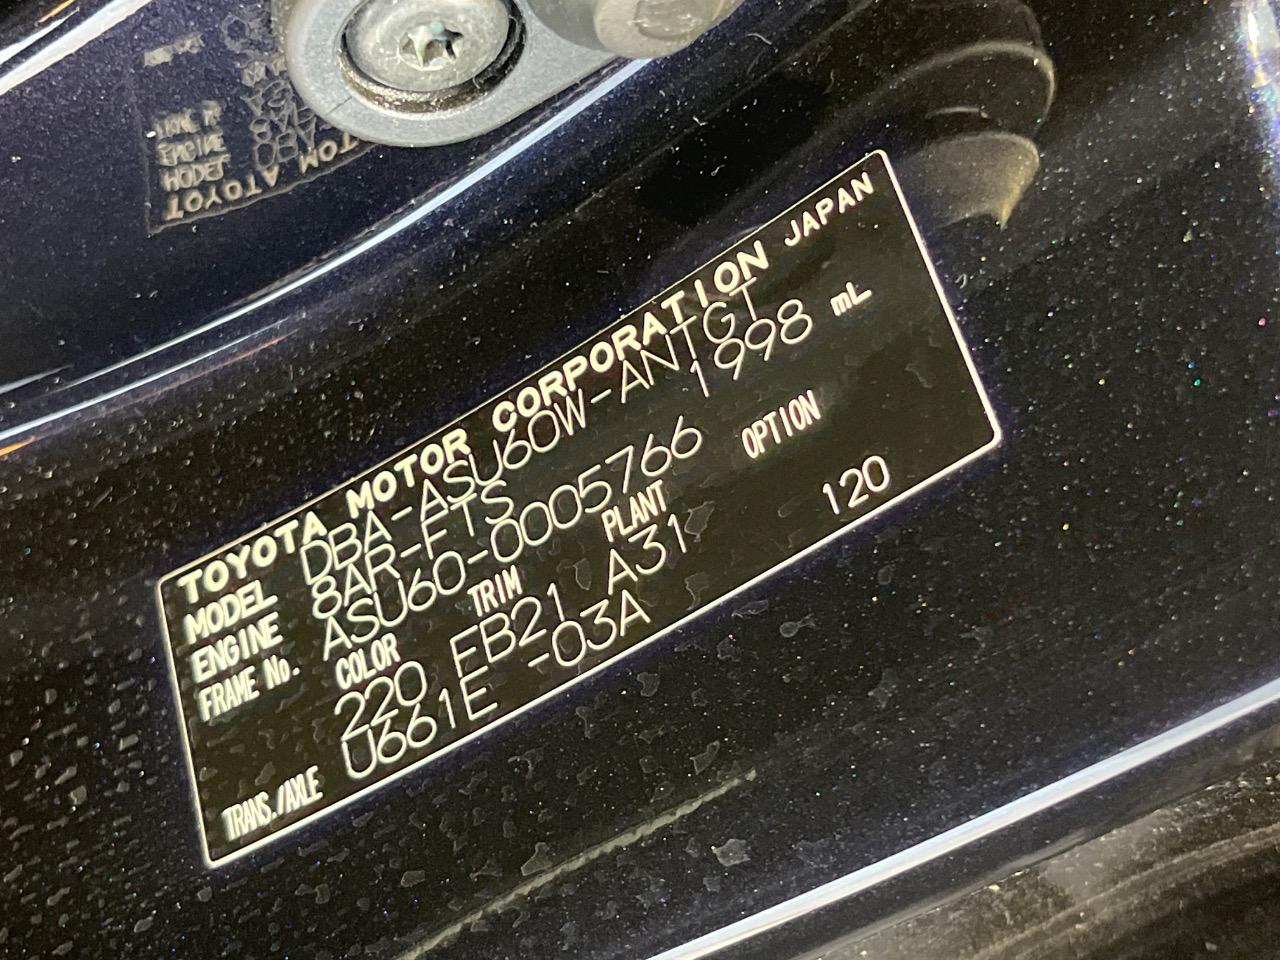 TOYOTA MOTOR CORPORATION JAPAN
MODEL DBA-ASU60W-ANTGT
ENGINE 8AR-FTS 1998 mL
FRAME No. ASU60-0005766
COLOR TRIM PLANT OPTION
220 EB21 A31 120
TRANS./AXLE U661E -03A